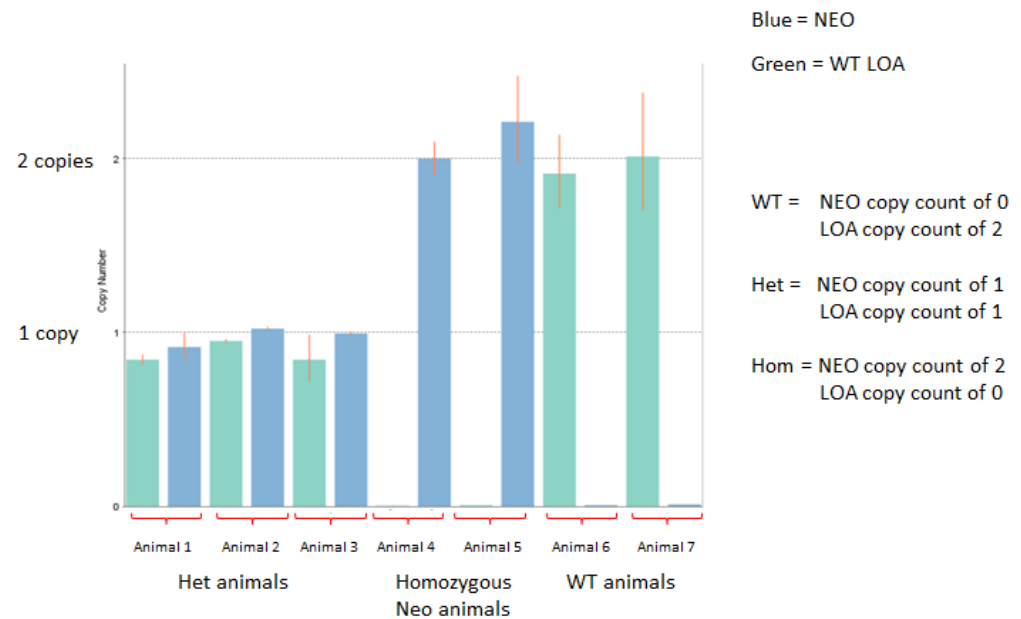 Blue = NEO
Green = WT LOA
2 copies
2
WT = NEO copy count of 0
LOA copy count of 2
Copy Number
Het = NEO copy count of 1
LOA copy count of 1
1 copy
1
Hom = NEO copy count of 2
LOA copy count of 0
0
Animal 1 Animal 2 Animal 3 Animal 4 Animal 5 Animal 6 Animal 7
Het animals
Homozygous
Neo animals
WT animals